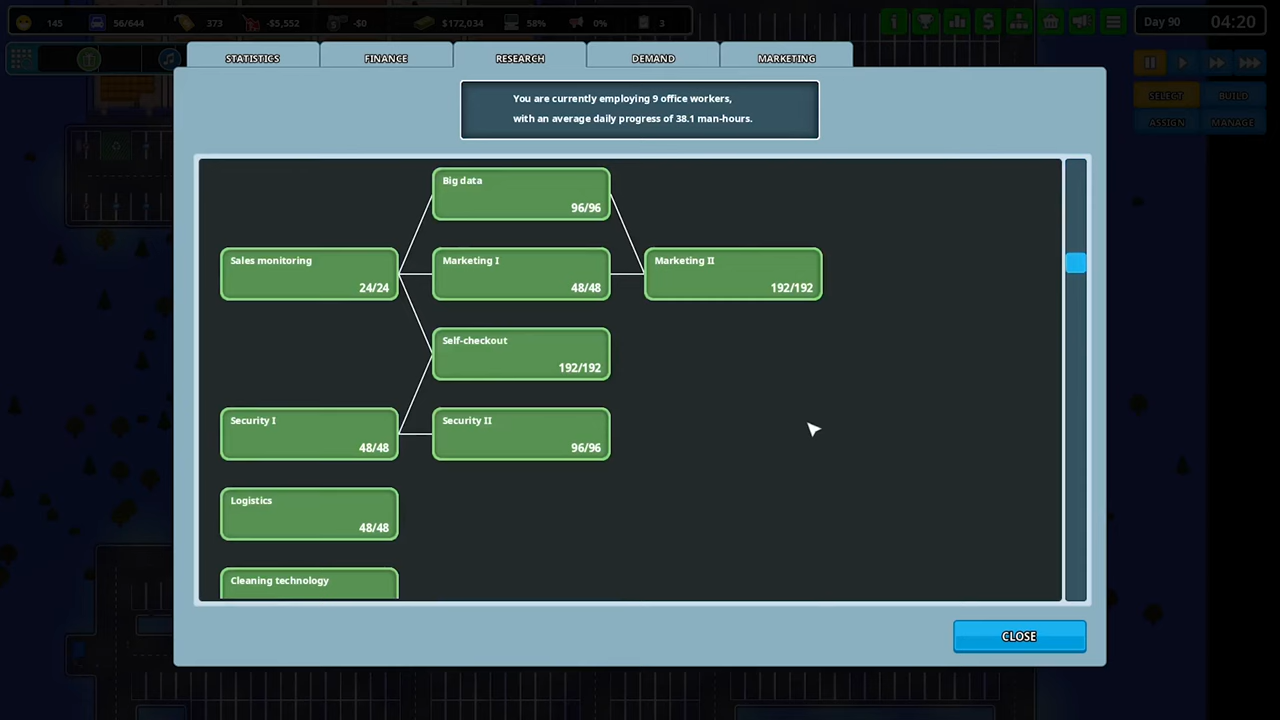 145 56/644 373 -$5,552 -$0 $172,034 58% 0% 3
Day 90 04:20
STATISTICS FINANCE RESEARCH DEMAND MARKETING
SELECT BUILD
ASSIGN MANAGE
You are currently employing 9 office workers,
with an average daily progress of 38.1 man-hours.
Big data
96/96
Sales monitoring
24/24
Marketing I
48/48
Marketing II
192/192
Self-checkout
192/192
Security I
48/48
Security II
96/96
Logistics
48/48
Cleaning technology
CLOSE